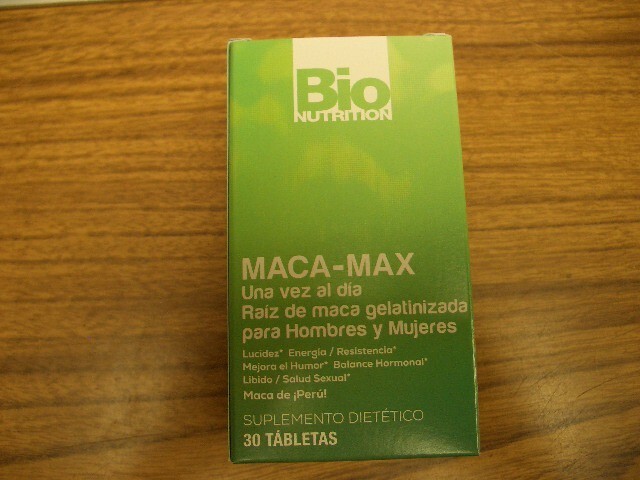 Bio
NUTRITION
MACA-MAX
Una vez al día
Raíz de maca gelatinizada
para Hombres y Mujeres
Lucidez* Energía / Resistencia*
Mejora el Humor* Balance Hormonal*
Libido / Salud Sexual*
Maca de ¡Perú!
SUPLEMENTO DIETÉTICO
30 TÁBLETAS